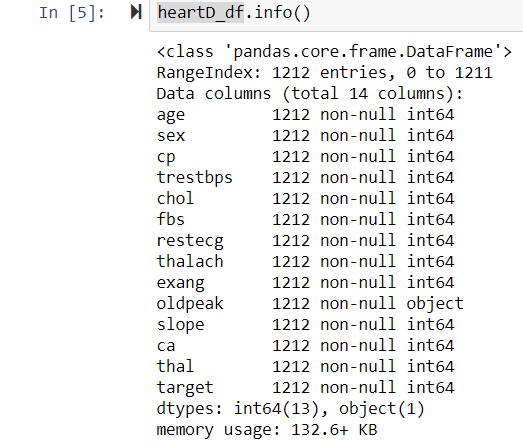 In [5]: heartD_df.info()
<class 'pandas.core.frame.DataFrame'>
RangeIndex: 1212 entries, 0 to 1211
Data columns (total 14 columns):
age         1212 non-null int64
sex         1212 non-null int64
cp          1212 non-null int64
trestbps    1212 non-null int64
chol        1212 non-null int64
fbs         1212 non-null int64
restecg     1212 non-null int64
thalach     1212 non-null int64
exang       1212 non-null int64
oldpeak     1212 non-null object
slope       1212 non-null int64
ca          1212 non-null int64
thal        1212 non-null int64
target      1212 non-null int64
dtypes: int64(13), object(1)
memory usage: 132.6+ KB